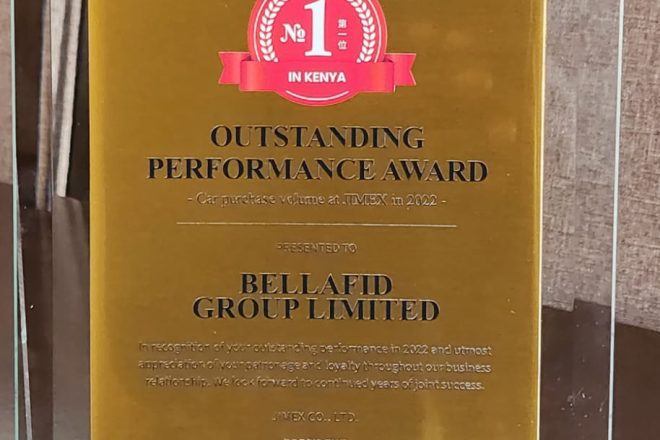 №1
第一位
IN KENYA
OUTSTANDING
PERFORMANCE AWARD
- Car purchase volume at JIMEX in 2022 -
PRESENTED TO
BELLAFID
GROUP LIMITED
In recognition of your outstanding performance in 2022 and utmost
appreciation of your patronage and loyalty throughout our business
relationship. We look forward to continued years of joint success.
JIMEX CO., LTD.